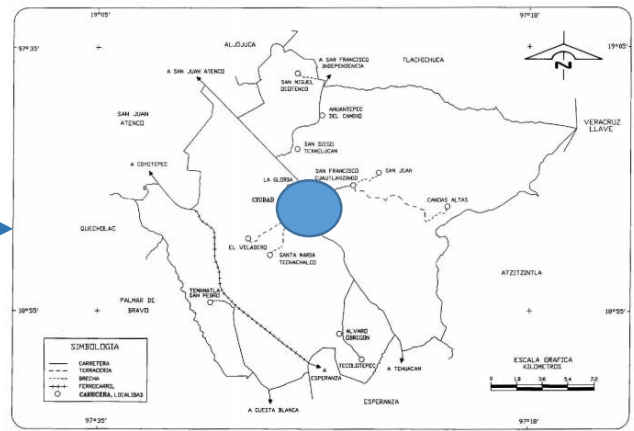 19°05'
97°18'
97°35'
19°05'
ALJOJUCA
A SAN FRANCISCO
INDEPENDENCIA
TLACHICHUCA
A SAN JUAN ATENCO
SAN MIGUEL
OCOTENCO
N
SAN JUAN
ATENCO
AHUATEPEC
DEL CAMINO
VERACRUZ
LLAVE
SAN DIEGO
TEXMELUCAN
A COYOTEPEC
LA GLORIA
SAN FRANCISCO
CUAUTLANZINGO
SAN JUAN
CIUDAD
CANOAS ALTAS
QUECHOLAC
EL VELADERO
SANTA MARIA
TECHACHALCO
ATZITZINTLA
TEMAMATLA
SAN PEDRO
PALMAR DE
BRAVO
18°55'
18°55'
ALVARO
OBREGON
SIMBOLOGIA
CARRETERA
TERRACERIA
BRECHA
FERROCARRIL
CABECERA, LOCALIDAD
TECOLOTEPEC
A TEHUACAN
A
ESPERANZA
ESCALA GRAFICA
KILOMETROS
0 1.8 3.6 5.4 7.2
A CUESTA BLANCA
ESPERANZA
97°35'
97°18'